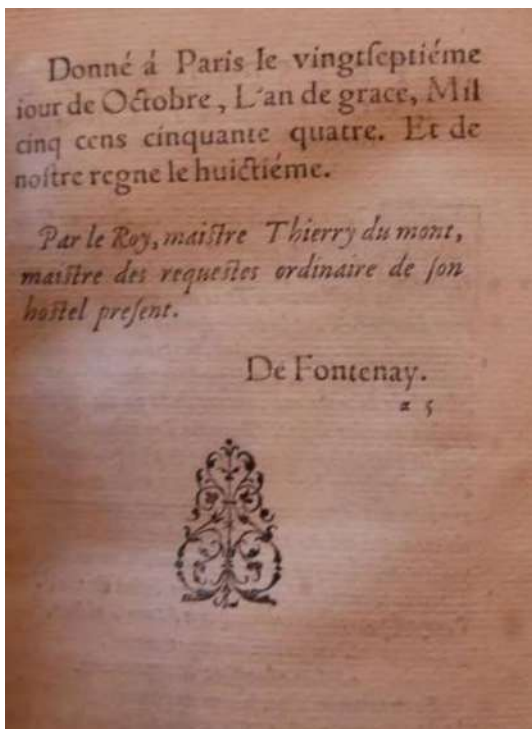 Donné á Paris le vingtſeptiéme
iour de Octobre, L'an de grace, Mil
cinq cens cinquante quatre. Et de
noſtre regne le huictiéme.
Par le Roy, maiſtre Thierry du mont,
maiſtre des requeſtes ordinaire de ſon
hoſtel preſent.
De Fontenay.
a 5